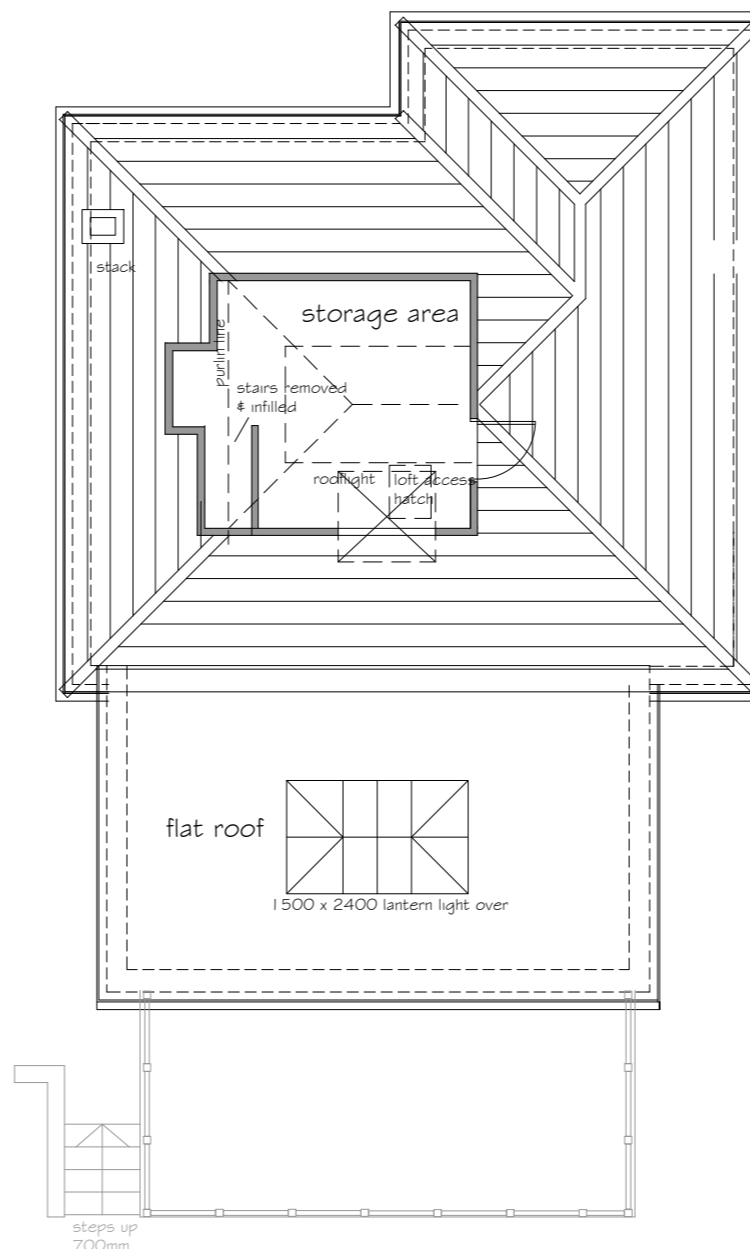 stack
storage area
purlin line
stairs removed
& infilled
rooflight
loft access
hatch
flat roof
1500 x 2400 lantern light over
steps up
700mm